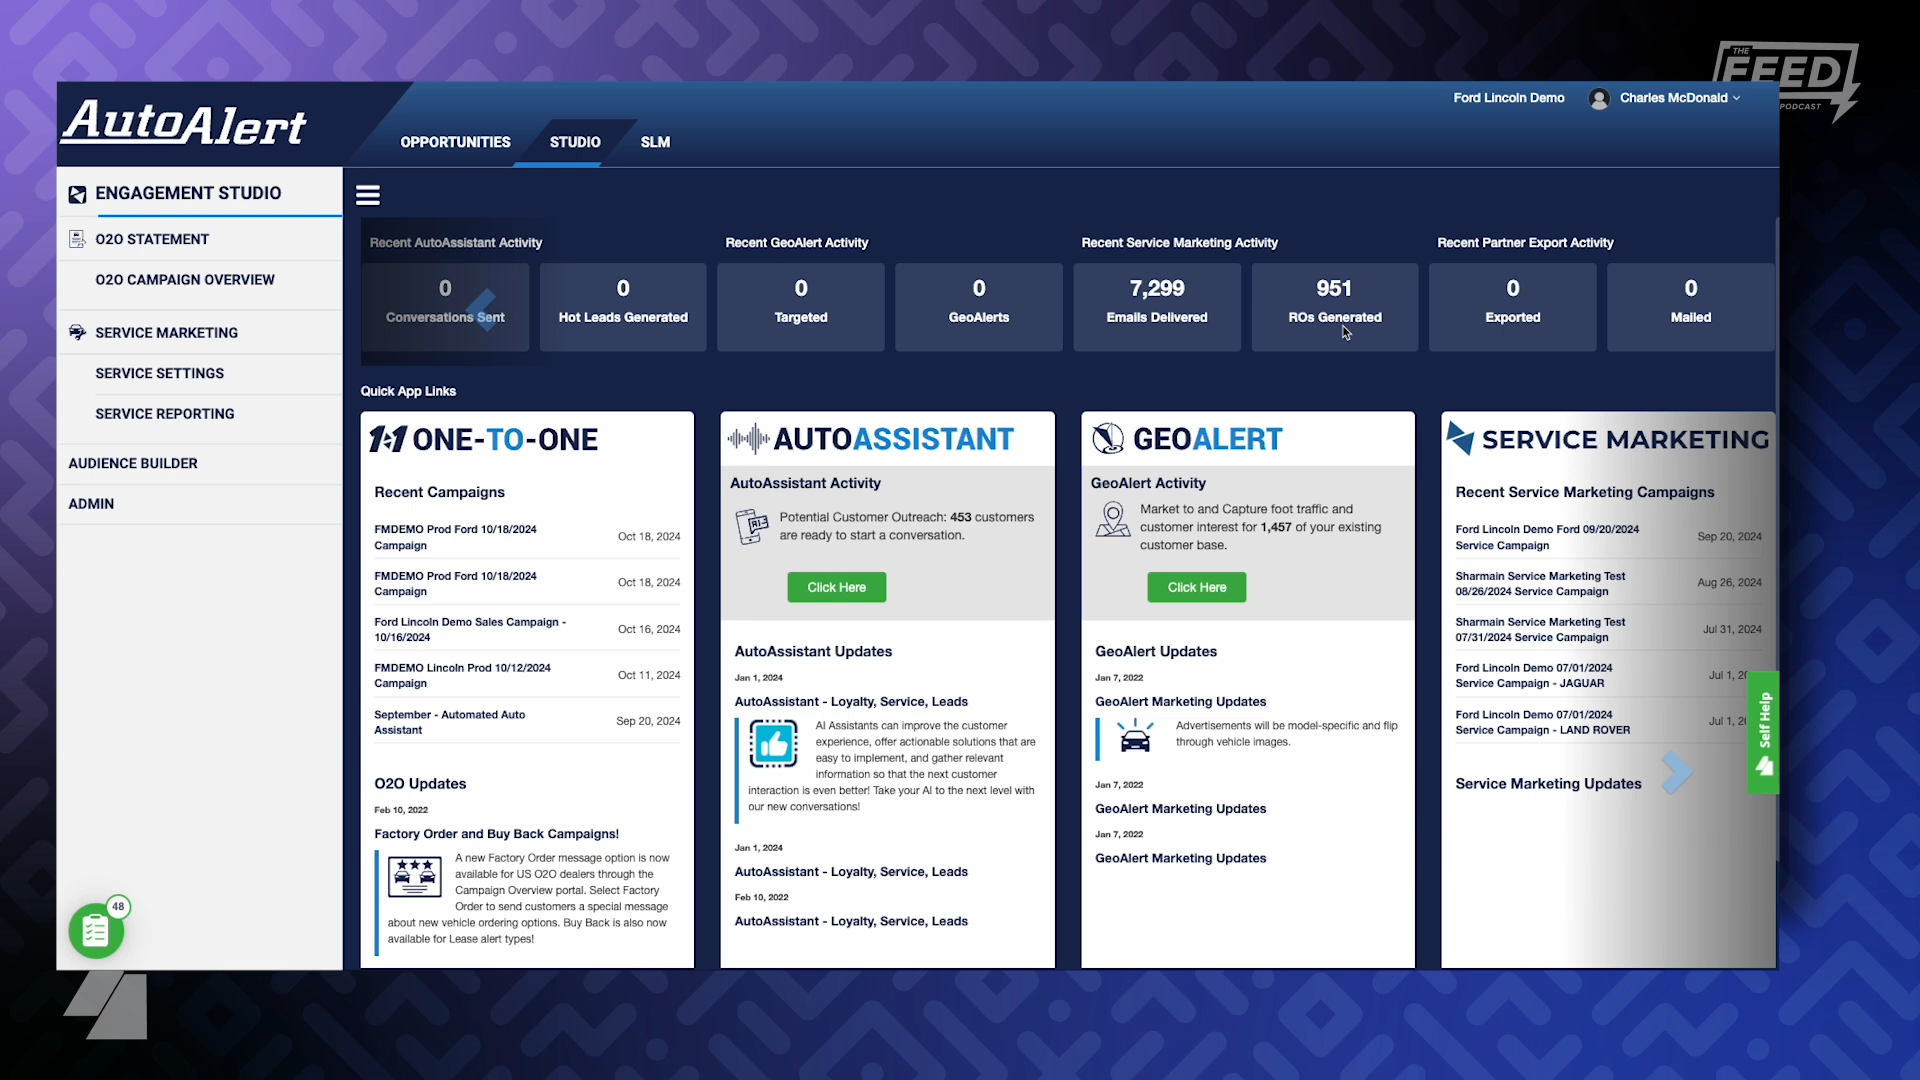 THE
FEED
PODCAST
AutoAlert
OPPORTUNITIES
STUDIO
SLM
Ford Lincoln Demo
Charles McDonald
ENGAGEMENT STUDIO
O2O STATEMENT
O2O CAMPAIGN OVERVIEW
SERVICE MARKETING
SERVICE SETTINGS
SERVICE REPORTING
AUDIENCE BUILDER
ADMIN
48
Recent AutoAssistant Activity
0
Conversations Sent
0
Hot Leads Generated
Recent GeoAlert Activity
0
Targeted
0
GeoAlerts
Recent Service Marketing Activity
7,299
Emails Delivered
951
ROs Generated
Recent Partner Export Activity
0
Exported
0
Mailed
Quick App Links
1:1 ONE-TO-ONE
Recent Campaigns
FMDEMO Prod Ford 10/18/2024
Campaign
Oct 18, 2024
FMDEMO Prod Ford 10/18/2024
Campaign
Oct 18, 2024
Ford Lincoln Demo Sales Campaign -
10/16/2024
Oct 16, 2024
FMDEMO Lincoln Prod 10/12/2024
Campaign
Oct 11, 2024
September - Automated Auto
Assistant
Sep 20, 2024
O2O Updates
Feb 10, 2022
Factory Order and Buy Back Campaigns!
A new Factory Order message option is now
available for US O2O dealers through the
Campaign Overview portal. Select Factory
Order to send customers a special message
about new vehicle ordering options. Buy Back is also now
available for Lease alert types!
AUTOASSISTANT
AutoAssistant Activity
Potential Customer Outreach: 453 customers
are ready to start a conversation.
Click Here
AutoAssistant Updates
Jan 1, 2024
AutoAssistant - Loyalty, Service, Leads
AI Assistants can improve the customer
experience, offer actionable solutions that are
easy to implement, and gather relevant
information so that the next customer
interaction is even better! Take your AI to the next level with
our new conversations!
Jan 1, 2024
AutoAssistant - Loyalty, Service, Leads
Feb 10, 2022
AutoAssistant - Loyalty, Service, Leads
GEOALERT
GeoAlert Activity
Market to and Capture foot traffic and
customer interest for 1,457 of your existing
customer base.
Click Here
GeoAlert Updates
Jan 7, 2022
GeoAlert Marketing Updates
Advertisements will be model-specific and flip
through vehicle images.
Jan 7, 2022
GeoAlert Marketing Updates
Jan 7, 2022
GeoAlert Marketing Updates
SERVICE MARKETING
Recent Service Marketing Campaigns
Ford Lincoln Demo Ford 09/20/2024
Service Campaign
Sep 20, 2024
Sharmain Service Marketing Test
08/26/2024 Service Campaign
Aug 26, 2024
Sharmain Service Marketing Test
07/31/2024 Service Campaign
Jul 31, 2024
Ford Lincoln Demo 07/01/2024
Service Campaign - JAGUAR
Jul 1, 20
Ford Lincoln Demo 07/01/2024
Service Campaign - LAND ROVER
Jul 1, 2
Service Marketing Updates
Self Help